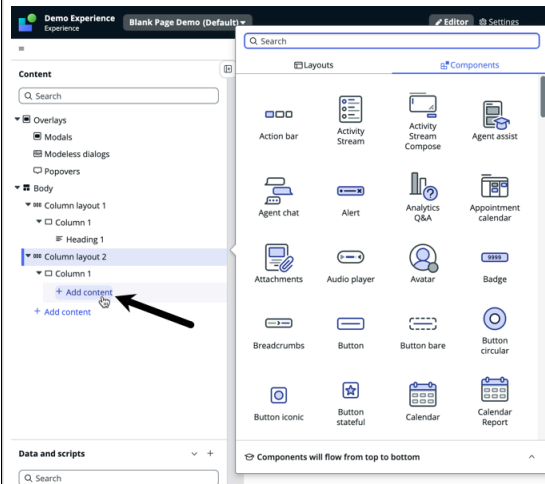 Demo Experience
Experience
Blank Page Demo (Default)
Editor
Settings
Content
Search
Overlays
Modals
Modeless dialogs
Popovers
Body
Column layout 1
Column 1
Heading 1
Column layout 2
Column 1
+ Add content
+ Add content
Data and scripts
Search
Search
Layouts
Components
Action bar
Activity
Stream
Activity
Stream
Compose
Agent assist
Agent chat
Alert
Analytics
Q&A
Appointment
calendar
Attachments
Audio player
Avatar
9999
Badge
Breadcrumbs
Button
Button bare
Button
circular
Button iconic
Button
stateful
Calendar
Calendar
Report
Components will flow from top to bottom